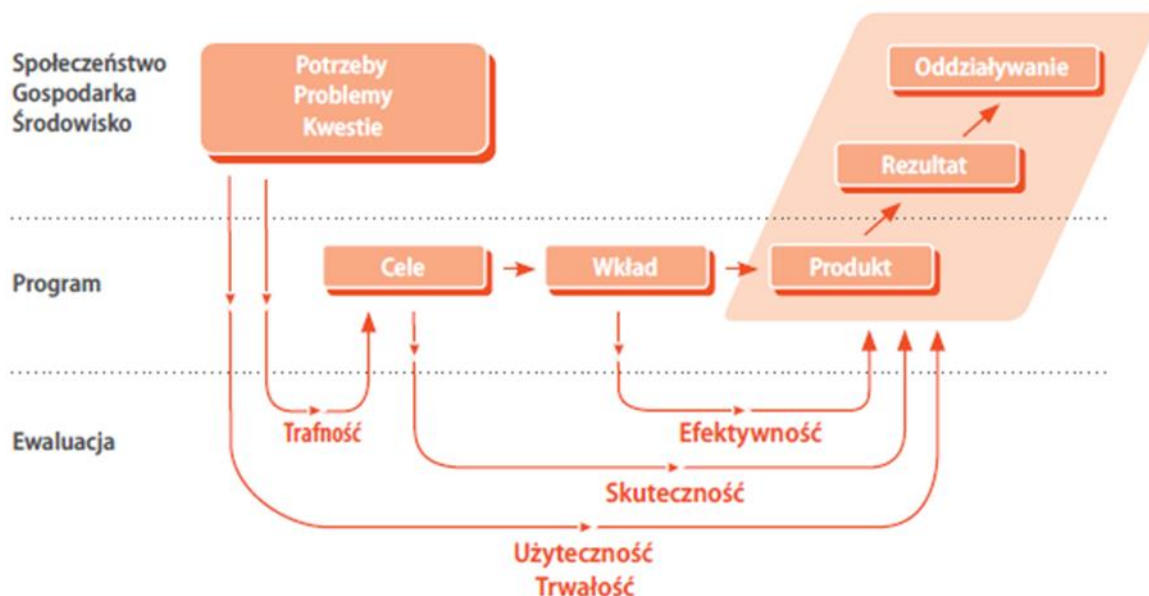 Społeczeństwo
Gospodarka
Środowisko
Potrzeby
Problemy
Kwestie
Oddziaływanie
Rezultat
Program
Cele
Wkład
Produkt
Ewaluacja
Trafność
Efektywność
Skuteczność
Użyteczność
Trwałość